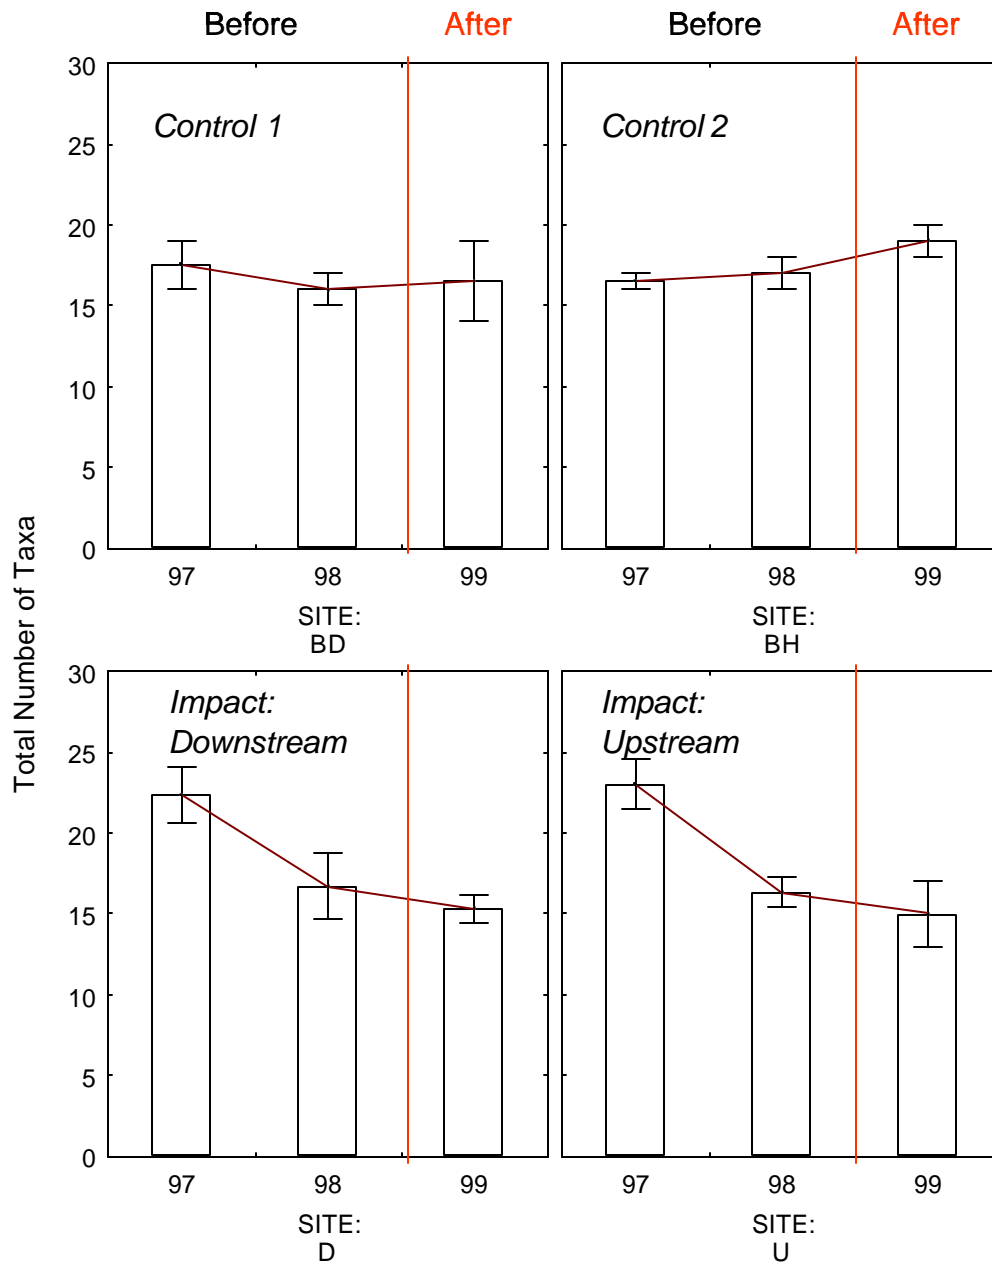 Before After Before After
Total Number of Taxa
30
25
20
15
10
5
0
Control 1
97 98 99
SITE:
BD
Control 2
97 98 99
SITE:
BH
30
25
20
15
10
5
0
Impact:
Downstream
97 98 99
SITE:
D
Impact:
Upstream
97 98 99
SITE:
U